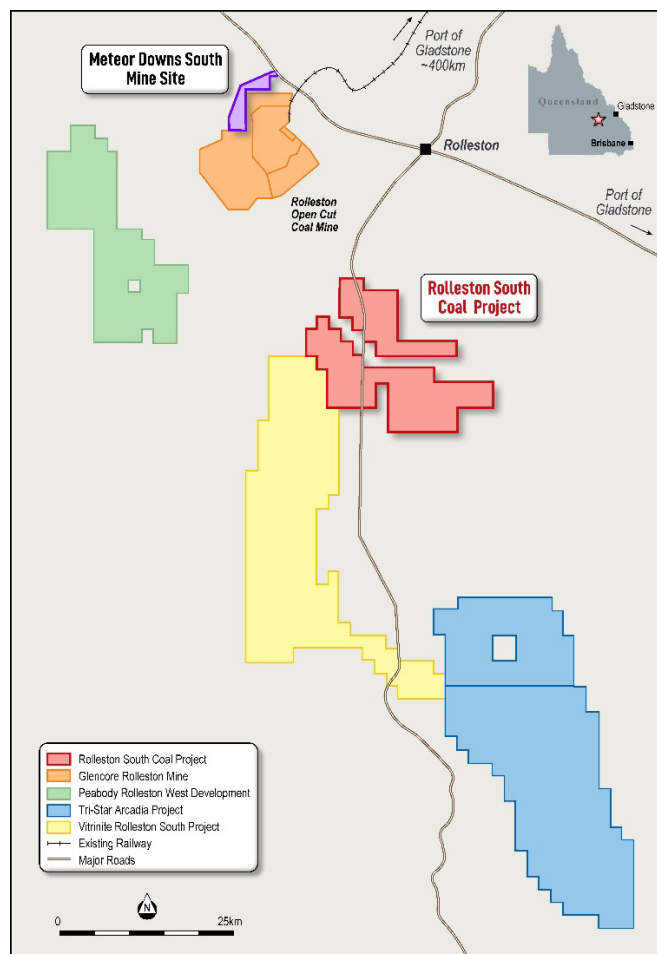 Meteor Downs South
Mine Site
Port of
Gladstone
~400km
Queensland
Gladstone
Brisbane
Rolleston
Port of
Gladstone
Rolleston
Open Cut
Coal Mine
Rolleston South
Coal Project
Rolleston South Coal Project
Glencore Rolleston Mine
Peabody Rolleston West Development
Tri-Star Arcadia Project
Vitrinite Rolleston South Project
Existing Railway
Major Roads
N
0
25km